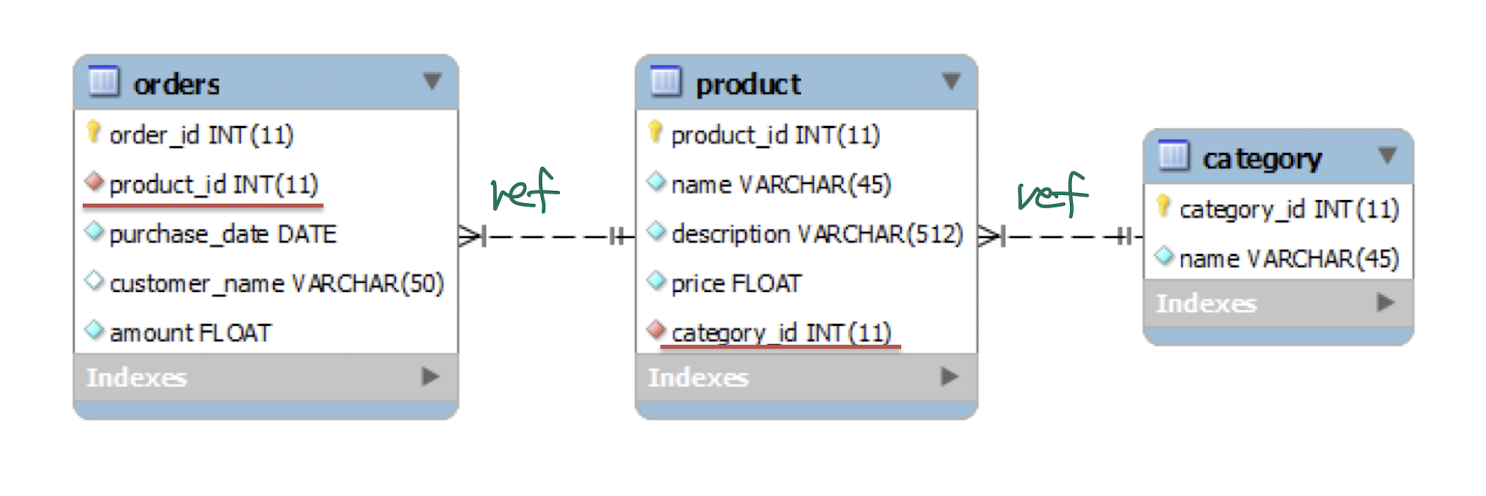 orders
order_id INT(11)
product_id INT(11)
purchase_date DATE
customer_name VARCHAR(50)
amount FLOAT
Indexes
ref
product
product_id INT(11)
name VARCHAR(45)
description VARCHAR(512)
price FLOAT
category_id INT(11)
Indexes
ref
category
category_id INT(11)
name VARCHAR(45)
Indexes